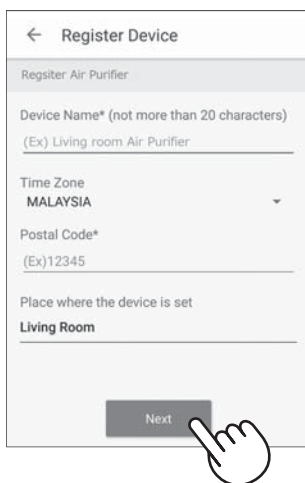 ← Register Device
Regsiter Air Purifier
Device Name* (not more than 20 characters)
(Ex) Living room Air Purifier
Time Zone
MALAYSIA
Postal Code*
(Ex)12345
Place where the device is set
Living Room
Next